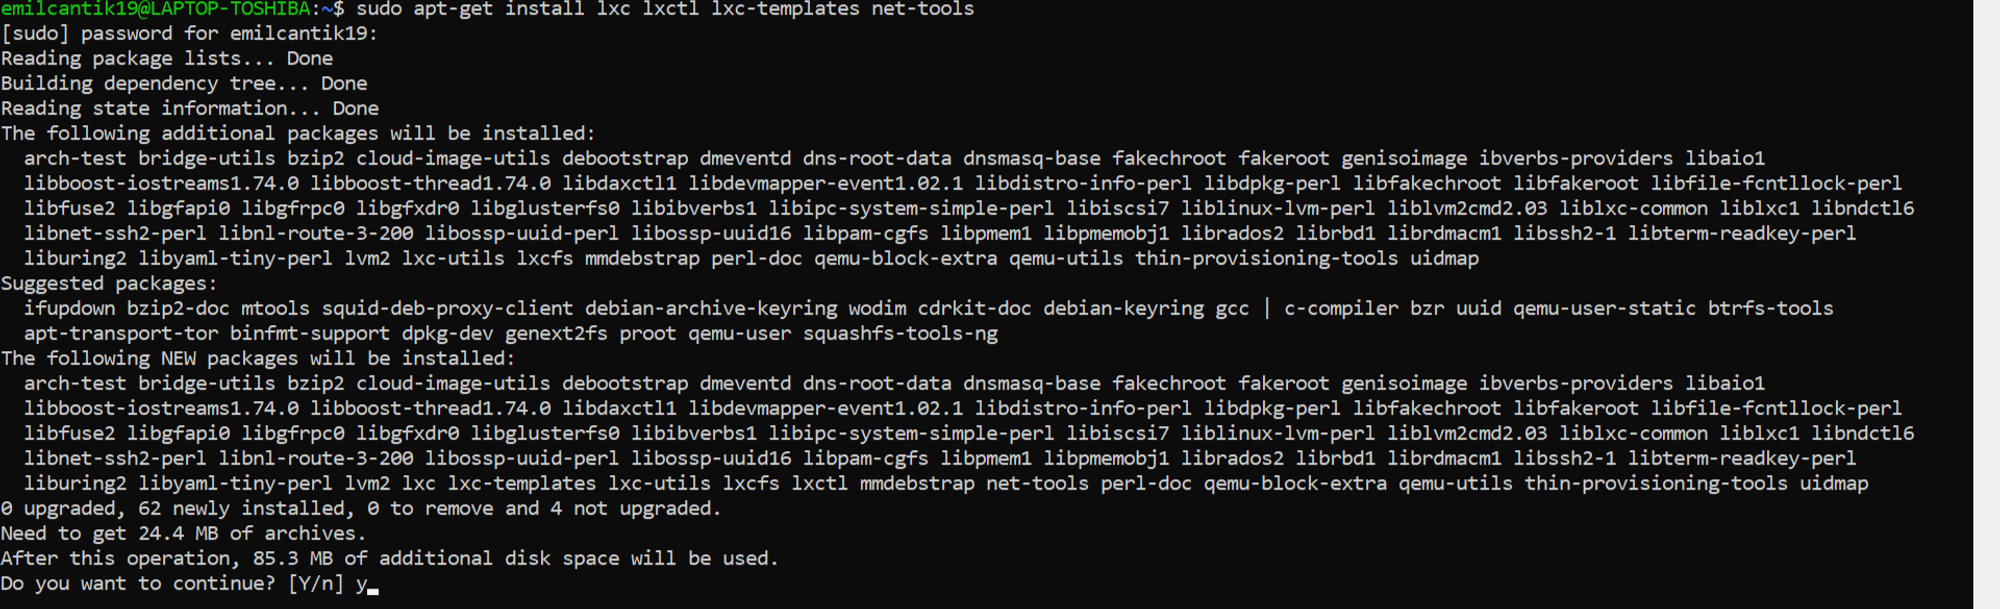 emilcantik19@LAPTOP-TOSHIBA:~$ sudo apt-get install lxc lxctl lxc-templates net-tools
[sudo] password for emilcantik19:
Reading package lists... Done
Building dependency tree... Done
Reading state information... Done
The following additional packages will be installed:
  arch-test bridge-utils bzip2 cloud-image-utils debootstrap dmeventd dns-root-data dnsmasq-base fakechroot fakeroot genisoimage ibverbs-providers libaio1
  libboost-iostreams1.74.0 libboost-thread1.74.0 libdaxctl1 libdevmapper-event1.02.1 libdistro-info-perl libdpkg-perl libfakechroot libfakeroot libfile-fcntllock-perl
  libfuse2 libgfapi0 libgfrpc0 libgfxdr0 libglusterfs0 libibverbs1 libipc-system-simple-perl libiscsi7 liblinux-lvm-perl liblvm2cmd2.03 liblxc-common liblxc1 libndctl6
  libnet-ssh2-perl libnl-route-3-200 libossp-uuid-perl libossp-uuid16 libpam-cgfs libpmem1 libpmemobj1 librados2 librbd1 librdmacm1 libssh2-1 libterm-readkey-perl
  liburing2 libyaml-tiny-perl lvm2 lxc-utils lxcfs mmdebstrap perl-doc qemu-block-extra qemu-utils thin-provisioning-tools uidmap
Suggested packages:
  ifupdown bzip2-doc mtools squid-deb-proxy-client debian-archive-keyring wodim cdrkit-doc debian-keyring gcc | c-compiler bzr uuid qemu-user-static btrfs-tools
  apt-transport-tor binfmt-support dpkg-dev genext2fs proot qemu-user squashfs-tools-ng
The following NEW packages will be installed:
  arch-test bridge-utils bzip2 cloud-image-utils debootstrap dmeventd dns-root-data dnsmasq-base fakechroot fakeroot genisoimage ibverbs-providers libaio1
  libboost-iostreams1.74.0 libboost-thread1.74.0 libdaxctl1 libdevmapper-event1.02.1 libdistro-info-perl libdpkg-perl libfakechroot libfakeroot libfile-fcntllock-perl
  libfuse2 libgfapi0 libgfrpc0 libgfxdr0 libglusterfs0 libibverbs1 libipc-system-simple-perl libiscsi7 liblinux-lvm-perl liblvm2cmd2.03 liblxc-common liblxc1 libndctl6
  libnet-ssh2-perl libnl-route-3-200 libossp-uuid-perl libossp-uuid16 libpam-cgfs libpmem1 libpmemobj1 librados2 librbd1 librdmacm1 libssh2-1 libterm-readkey-perl
  liburing2 libyaml-tiny-perl lvm2 lxc lxc-templates lxc-utils lxcfs lxctl mmdebstrap net-tools perl-doc qemu-block-extra qemu-utils thin-provisioning-tools uidmap
0 upgraded, 62 newly installed, 0 to remove and 4 not upgraded.
Need to get 24.4 MB of archives.
After this operation, 85.3 MB of additional disk space will be used.
Do you want to continue? [Y/n] y